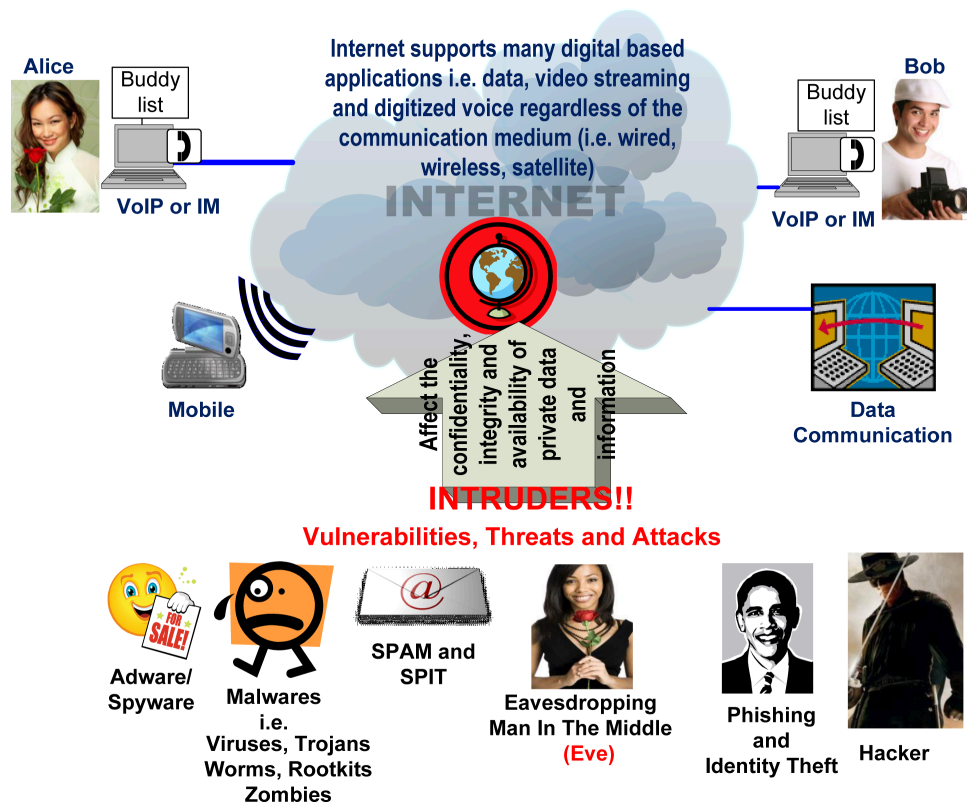 Internet supports many digital based
applications i.e. data, video streaming
and digitized voice regardless of the
communication medium (i.e. wired,
wireless, satellite)
INTERNET
Alice
Buddy
list
VoIP or IM
Bob
Buddy
list
VoIP or IM
Mobile
Data
Communication
Affect the
confidentiality,
integrity and
availability of
private data
and
information
INTRUDERS!!
Vulnerabilities, Threats and Attacks
FOR
SALE!
Adware/
Spyware
Malwares
i.e.
Viruses, Trojans
Worms, Rootkits
Zombies
@
SPAM and
SPIT
Eavesdropping
Man In The Middle
(Eve)
Phishing
and
Identity Theft
Hacker